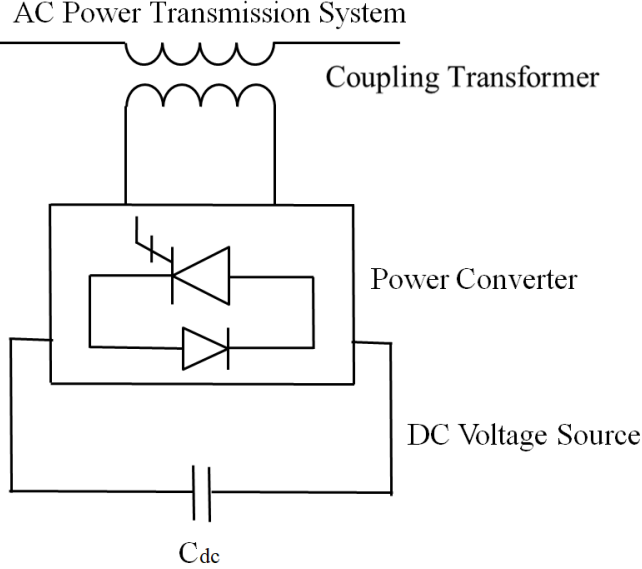 AC Power Transmission System
Coupling Transformer
Power Converter
DC Voltage Source
Cdc